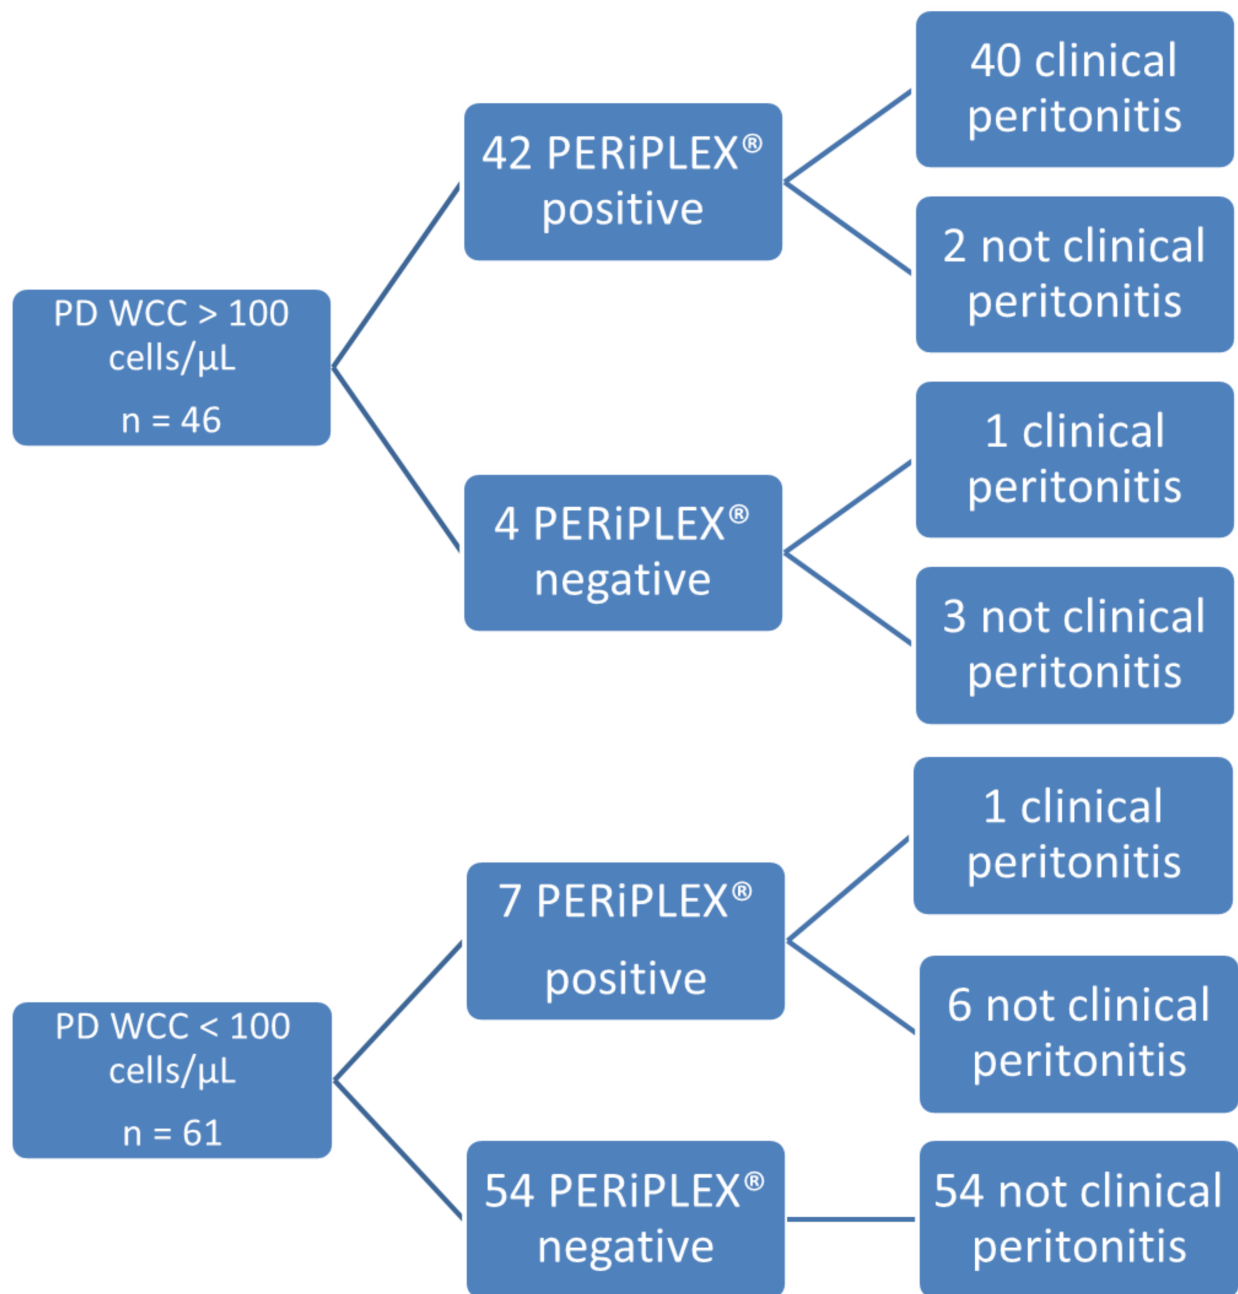 PD WCC > 100
cells/µL
n = 46
42 PERiPLEX®
positive
40 clinical
peritonitis
2 not clinical
peritonitis
4 PERiPLEX®
negative
1 clinical
peritonitis
3 not clinical
peritonitis
PD WCC < 100
cells/µL
n = 61
7 PERiPLEX®
positive
1 clinical
peritonitis
6 not clinical
peritonitis
54 PERiPLEX®
negative
54 not clinical
peritonitis